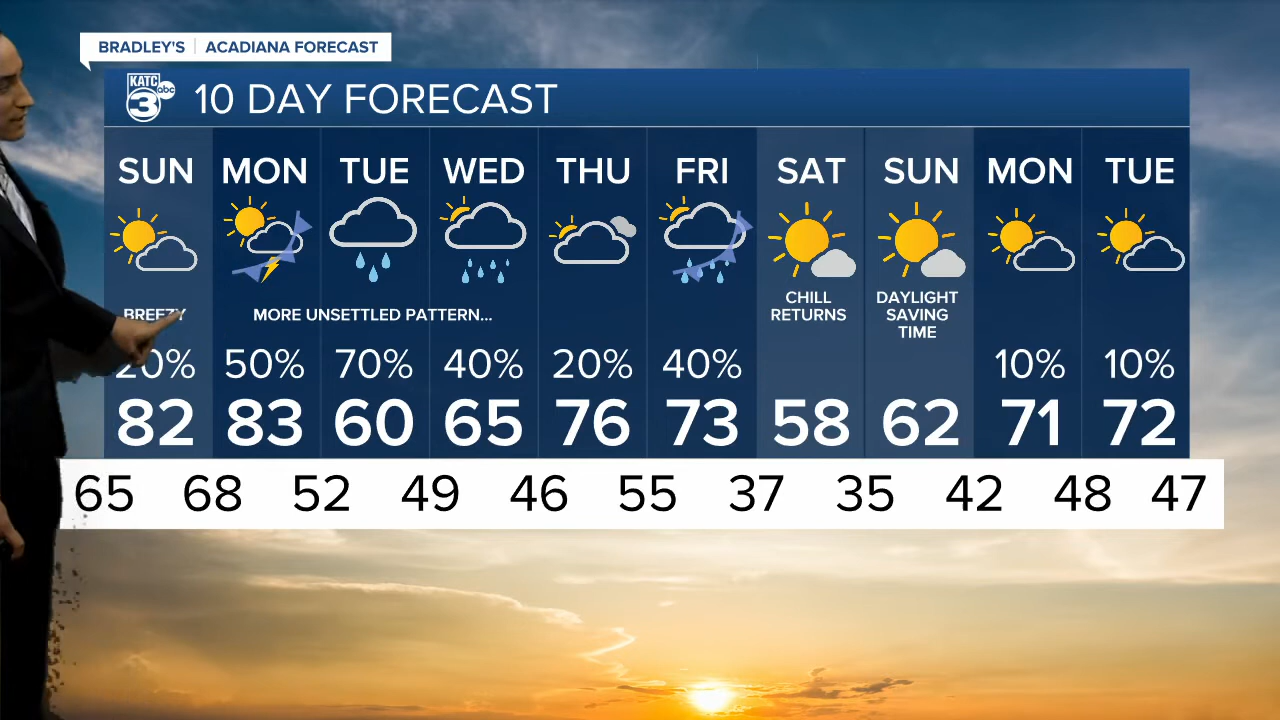 BRADLEY'S | ACADIANA FORECAST
KATC abc 3
10 DAY FORECAST
SUN MON TUE WED THU FRI SAT SUN MON TUE
BREEZY
MORE UNSETTLED PATTERN...
CHILL
RETURNS
DAYLIGHT
SAVING
TIME
20% 50% 70% 40% 20% 40% 10% 10%
82 83 60 65 76 73 58 62 71 72
65 68 52 49 46 55 37 35 42 48 47